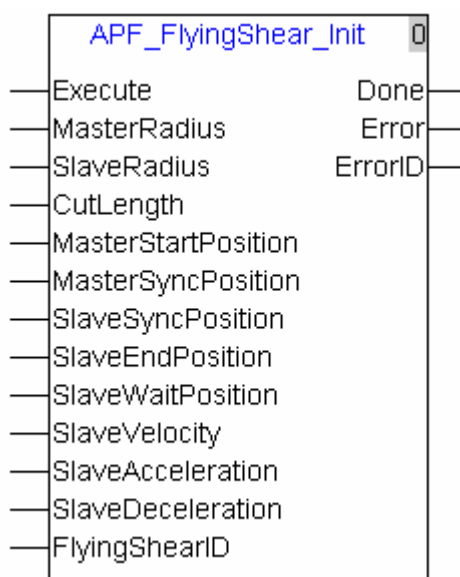 APF_FlyingShear_Init 0
Execute Done
MasterRadius Error
SlaveRadius ErrorID
CutLength
MasterStartPosition
MasterSyncPosition
SlaveSyncPosition
SlaveEndPosition
SlaveWaitPosition
SlaveVelocity
SlaveAcceleration
SlaveDeceleration
FlyingShearID